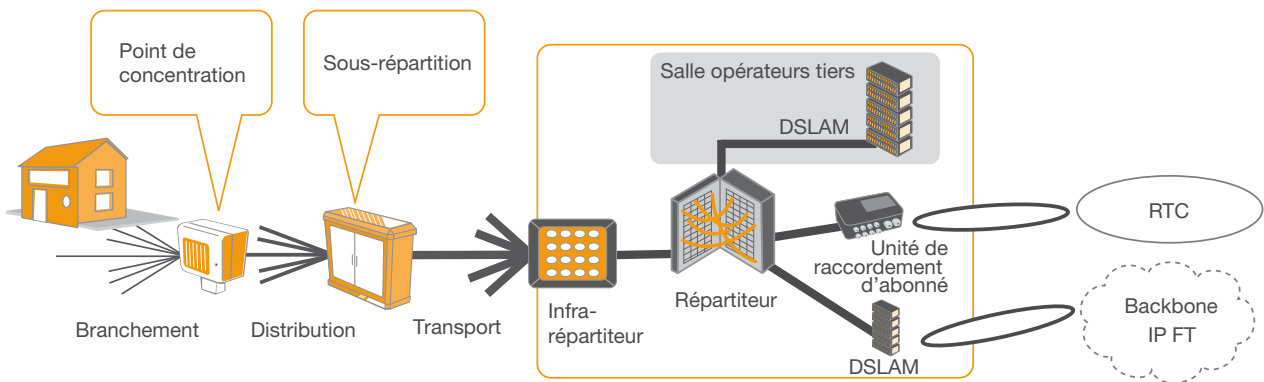 Point de
concentration
Sous-répartition
Salle opérateurs tiers
DSLAM
RTC
Unité de
raccordement
d'abonné
Branchement
Distribution
Transport
Infra-
répartiteur
Répartiteur
DSLAM
Backbone
IP FT